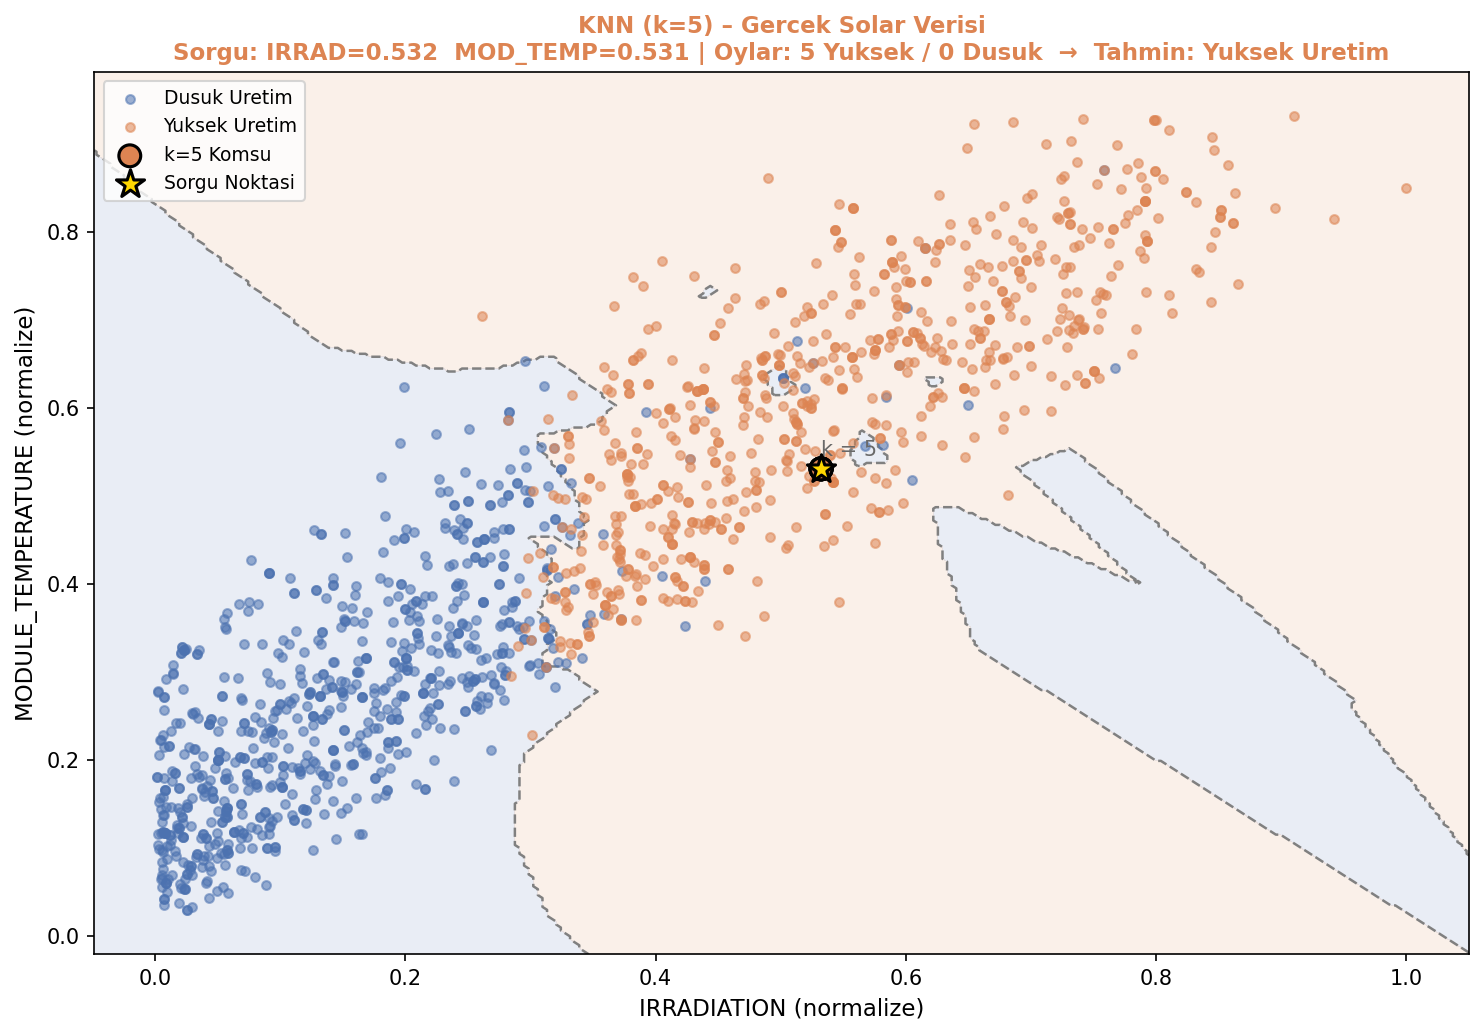 KNN (k=5) – Gercek Solar Verisi
Sorgu: IRRAD=0.532  MOD_TEMP=0.531 | Oylar: 5 Yuksek / 0 Dusuk  →  Tahmin: Yuksek Uretim
Dusuk Uretim
Yuksek Uretim
k=5 Komsu
Sorgu Noktasi
MODULE_TEMPERATURE (normalize)
0.8
0.6
0.4
0.2
0.0
k = 5
0.0 0.2 0.4 0.6 0.8 1.0
IRRADIATION (normalize)